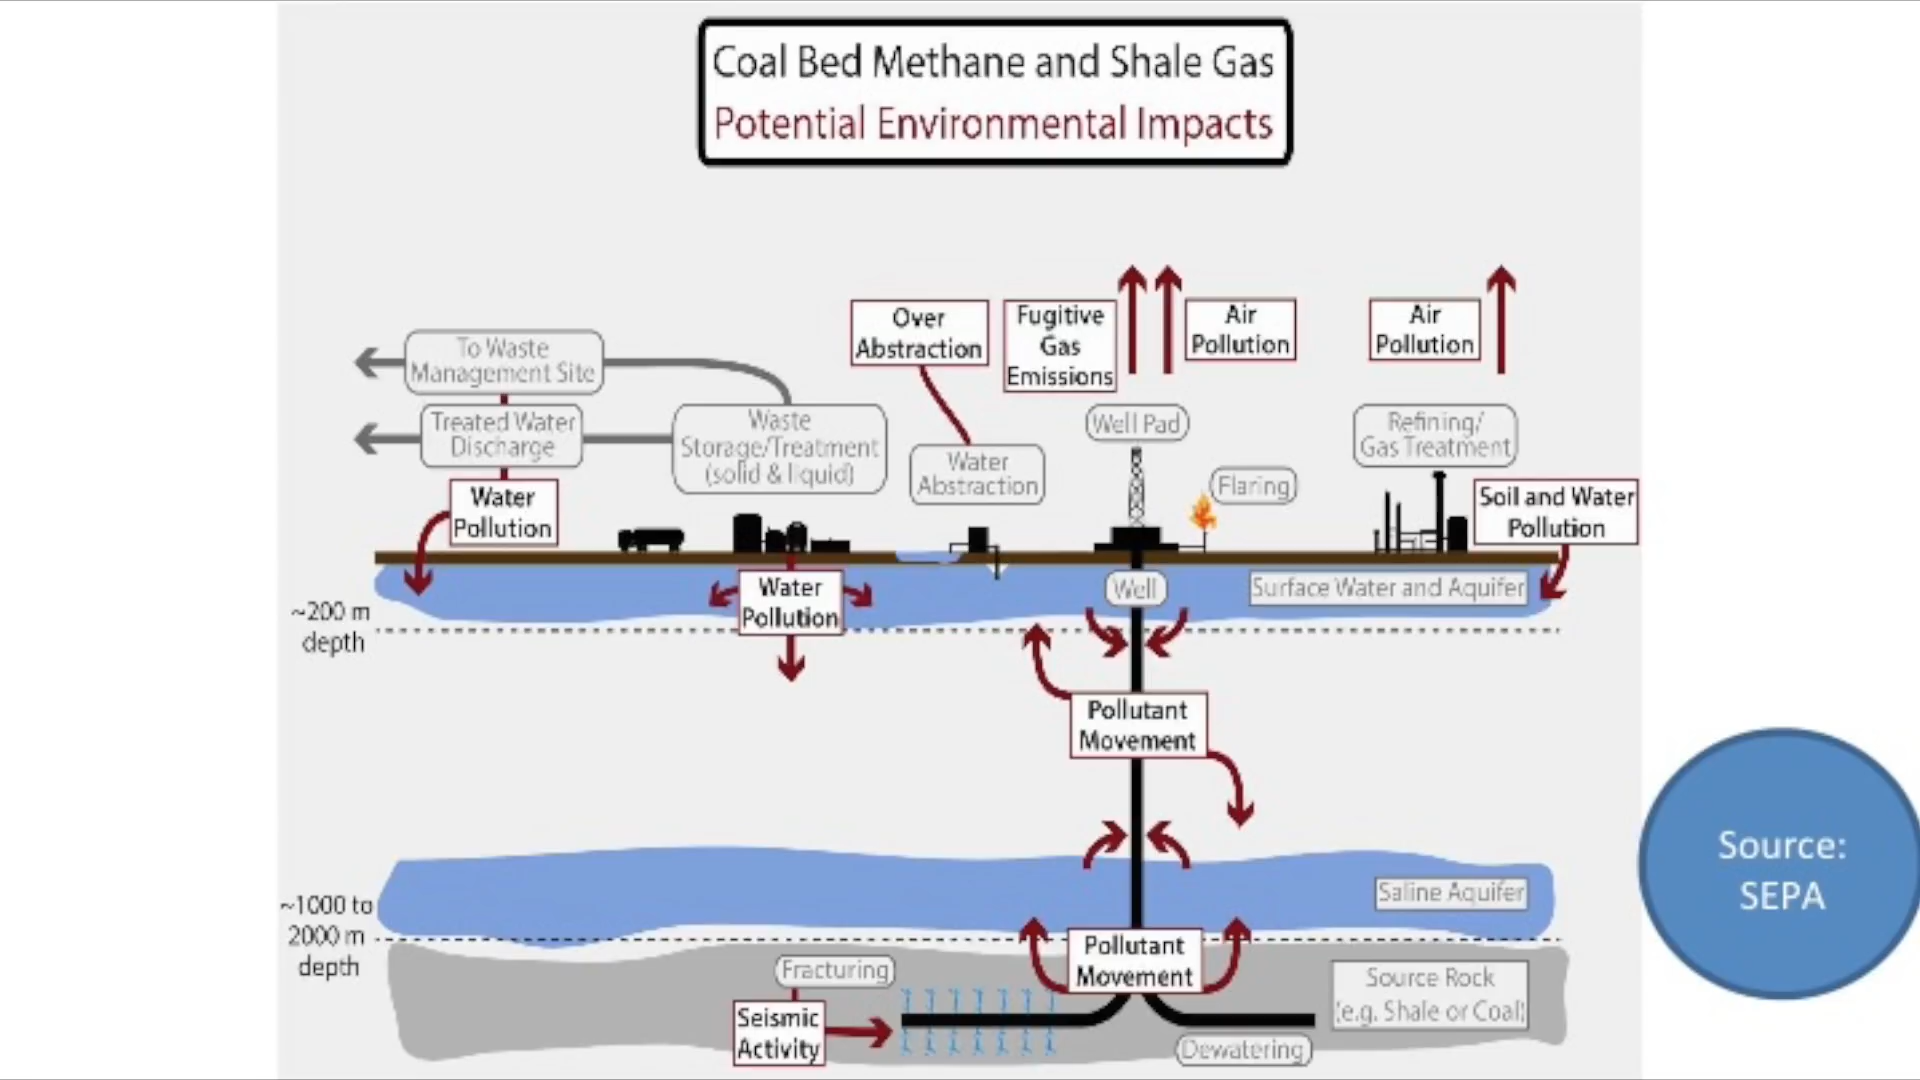 Coal Bed Methane and Shale Gas
Potential Environmental Impacts
Over
Abstraction
Fugitive
Gas
Emissions
Air
Pollution
Air
Pollution
To Waste
Management Site
Treated Water
Discharge
Waste
Storage/Treatment
(solid & liquid)
Water
Abstraction
Well Pad
Flaring
Refining/
Gas Treatment
Water
Pollution
Soil and Water
Pollution
Water
Pollution
Well
Surface Water and Aquifer
~200 m
depth
Pollutant
Movement
Saline Aquifer
~1000 to
2000 m
depth
Pollutant
Movement
Fracturing
Seismic
Activity
Source Rock
(e.g. Shale or Coal)
Dewatering
Source:
SEPA